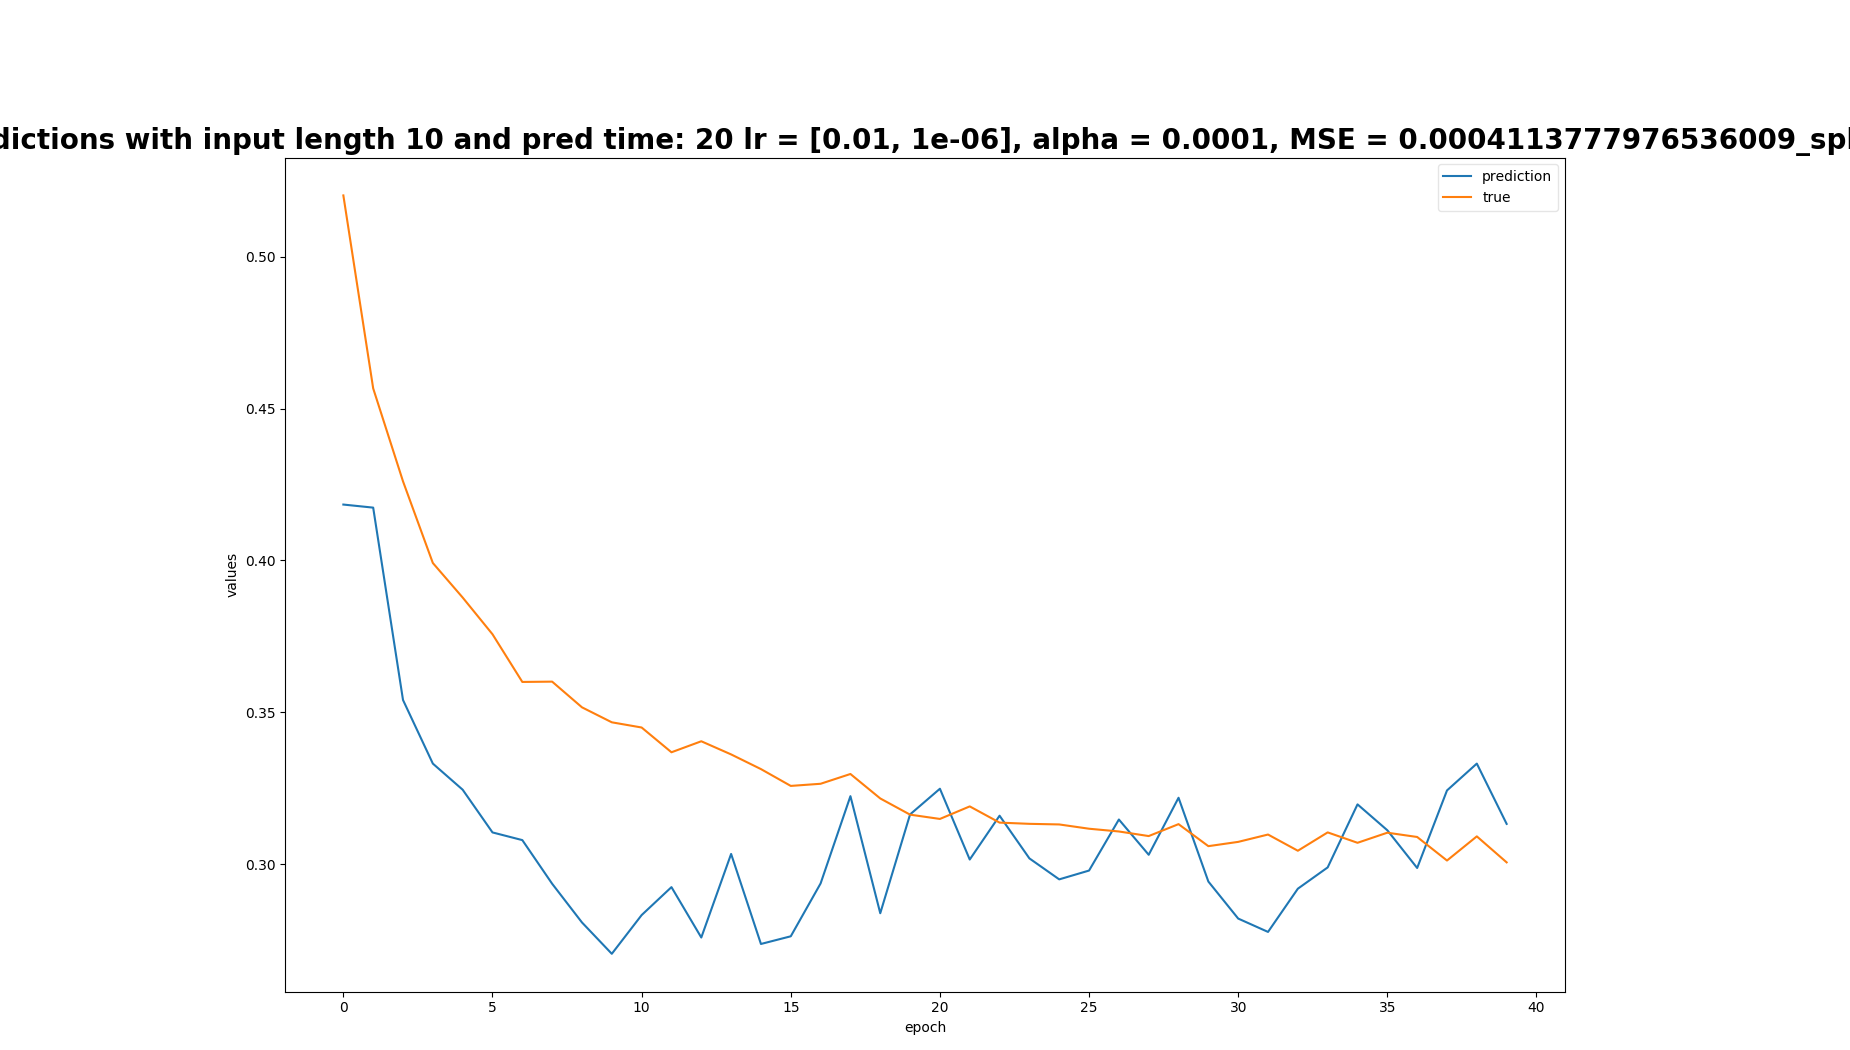 dictions with input length 10 and pred time: 20 lr = [0.01, 1e-06], alpha = 0.0001, MSE = 0.0004113777976536009_spl
prediction
true
0.50
0.45
0.40
0.35
0.30
values
0 5 10 15 20 25 30 35 40
epoch